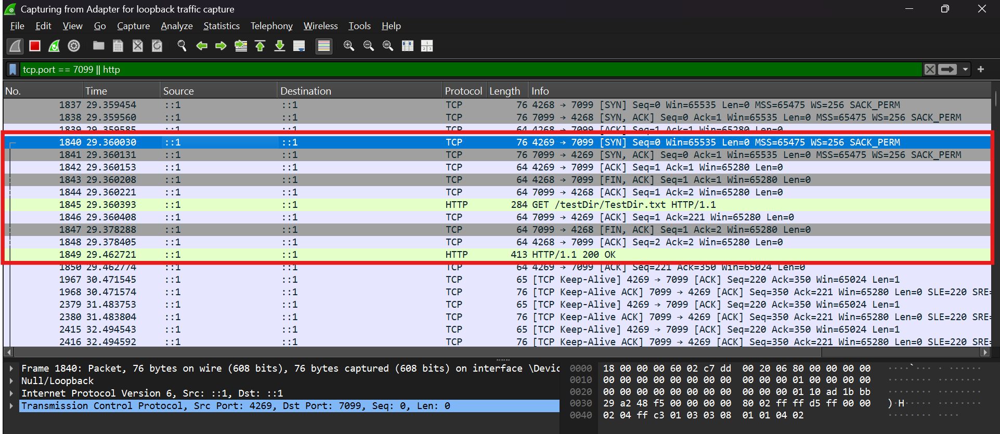 Capturing from Adapter for loopback traffic capture
File Edit View Go Capture Analyze Statistics Telephony Wireless Tools Help
tcp.port == 7099 || http
No. Time Source Destination Protocol Length Info
1837 29.359454 ::1 ::1 TCP 76 4268 → 7099 [SYN] Seq=0 Win=65535 Len=0 MSS=65475 WS=256 SACK_PERM
1838 29.359560 ::1 ::1 TCP 76 7099 → 4268 [SYN, ACK] Seq=0 Ack=1 Win=65535 Len=0 MSS=65475 WS=256 SACK_PERM
1839 29.359585 ::1 ::1 TCP 64 4268 → 7099 [ACK] Seq=1 Ack=1 Win=65280 Len=0
1840 29.360030 ::1 ::1 TCP 76 4269 → 7099 [SYN] Seq=0 Win=65535 Len=0 MSS=65475 WS=256 SACK_PERM
1841 29.360131 ::1 ::1 TCP 76 7099 → 4269 [SYN, ACK] Seq=0 Ack=1 Win=65535 Len=0 MSS=65475 WS=256 SACK_PERM
1842 29.360153 ::1 ::1 TCP 64 4269 → 7099 [ACK] Seq=1 Ack=1 Win=65280 Len=0
1843 29.360208 ::1 ::1 TCP 64 4268 → 7099 [FIN, ACK] Seq=1 Ack=1 Win=65280 Len=0
1844 29.360221 ::1 ::1 TCP 64 7099 → 4268 [ACK] Seq=1 Ack=2 Win=65280 Len=0
1845 29.360393 ::1 ::1 HTTP 284 GET /testDir/TestDir.txt HTTP/1.1
1846 29.360408 ::1 ::1 TCP 64 7099 → 4269 [ACK] Seq=1 Ack=221 Win=65280 Len=0
1847 29.378288 ::1 ::1 TCP 64 7099 → 4268 [FIN, ACK] Seq=1 Ack=2 Win=65280 Len=0
1848 29.378405 ::1 ::1 TCP 64 4268 → 7099 [ACK] Seq=2 Ack=2 Win=65280 Len=0
1849 29.462721 ::1 ::1 HTTP 413 HTTP/1.1 200 OK
1850 29.462774 ::1 ::1 TCP 64 4269 → 7099 [ACK] Seq=221 Ack=350 Win=65024 Len=0
1967 30.471545 ::1 ::1 TCP 65 [TCP Keep-Alive] 4269 → 7099 [ACK] Seq=220 Ack=350 Win=65024 Len=1
1968 30.471574 ::1 ::1 TCP 76 [TCP Keep-Alive ACK] 7099 → 4269 [ACK] Seq=350 Ack=221 Win=65280 Len=0 SLE=220 SRE=
2379 31.483753 ::1 ::1 TCP 65 [TCP Keep-Alive] 4269 → 7099 [ACK] Seq=220 Ack=350 Win=65024 Len=1
2380 31.483804 ::1 ::1 TCP 76 [TCP Keep-Alive ACK] 7099 → 4269 [ACK] Seq=350 Ack=221 Win=65280 Len=0 SLE=220 SRE=
2415 32.494543 ::1 ::1 TCP 65 [TCP Keep-Alive] 4269 → 7099 [ACK] Seq=220 Ack=350 Win=65024 Len=1
2416 32.494592 ::1 ::1 TCP 76 [TCP Keep-Alive ACK] 7099 → 4269 [ACK] Seq=350 Ack=221 Win=65280 Len=0 SLE=220 SRE=
Frame 1840: Packet, 76 bytes on wire (608 bits), 76 bytes captured (608 bits) on interface \Devic
Null/Loopback
Internet Protocol Version 6, Src: ::1, Dst: ::1
Transmission Control Protocol, Src Port: 4269, Dst Port: 7099, Seq: 0, Len: 0
0000 18 00 00 00 60 02 c7 dd 00 20 06 80 00 00 00 00 ····`··· · ······
0010 00 00 00 00 00 00 00 00 00 00 00 01 00 00 00 00 ········ ········
0020 00 00 00 00 00 00 00 00 00 00 00 01 10 ad 1b bb ········ ········
0030 29 a2 48 f5 00 00 00 00 80 02 ff ff d5 ff 00 00 )·H····· ········
0040 02 04 ff c3 01 03 03 08 01 01 04 02 ········ ····